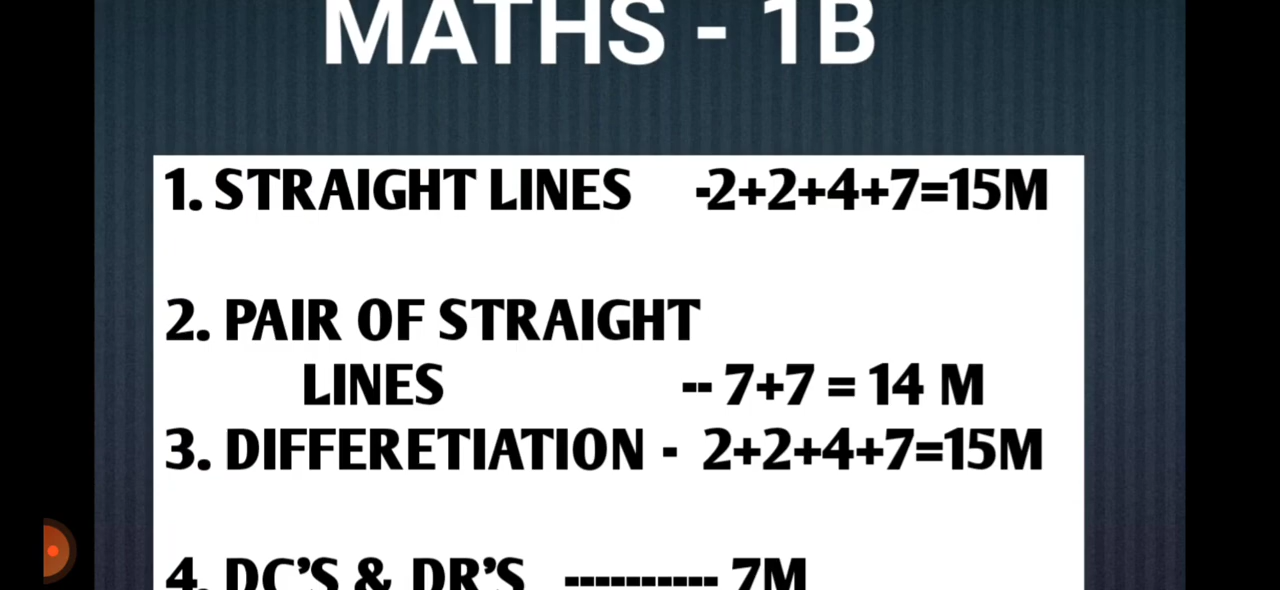 MATHS - 1B
1. STRAIGHT LINES -2+2+4+7=15M
2. PAIR OF STRAIGHT
LINES -- 7+7 = 14 M
3. DIFFERETIATION - 2+2+4+7=15M
4. DC'S & DR'S ---------- 7M